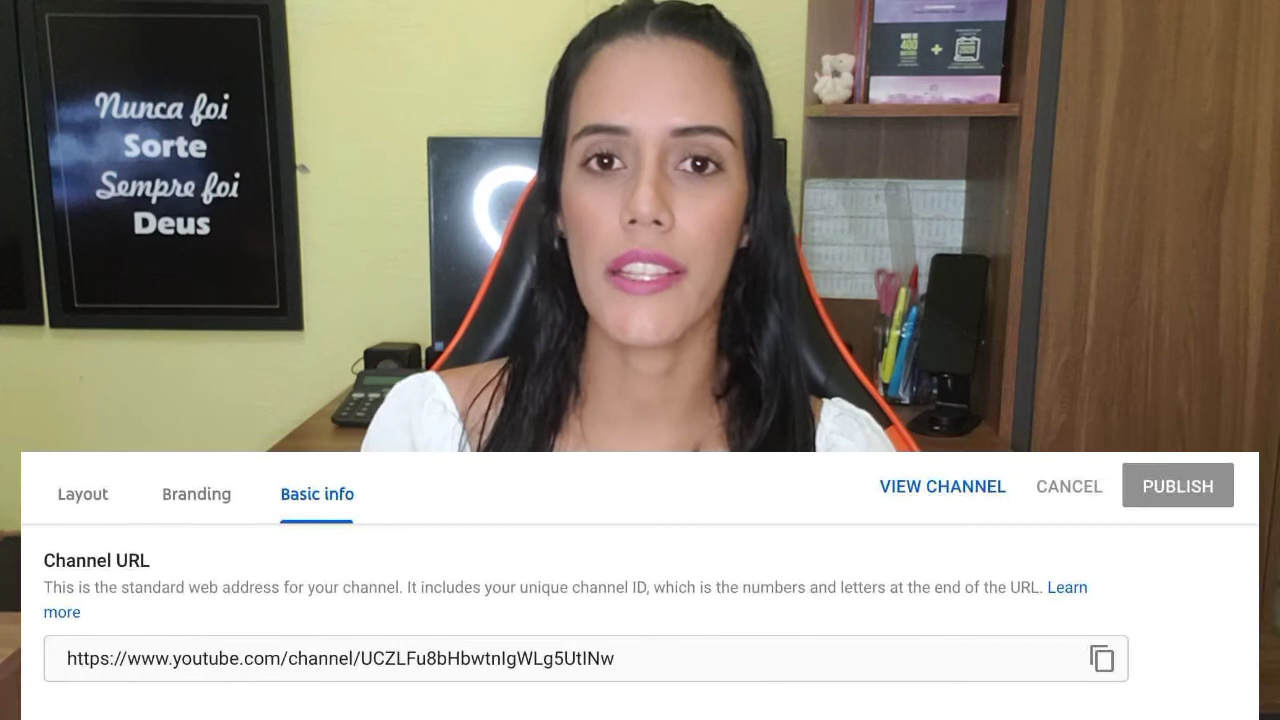 Nunca foi
Sorte
Sempre foi
Deus
400
+
2020
Layout
Branding
Basic info
VIEW CHANNEL
CANCEL
PUBLISH
Channel URL
This is the standard web address for your channel. It includes your unique channel ID, which is the numbers and letters at the end of the URL. Learn
more
https://www.youtube.com/channel/UCZLFu8bHbwtnIgWLg5UtINw